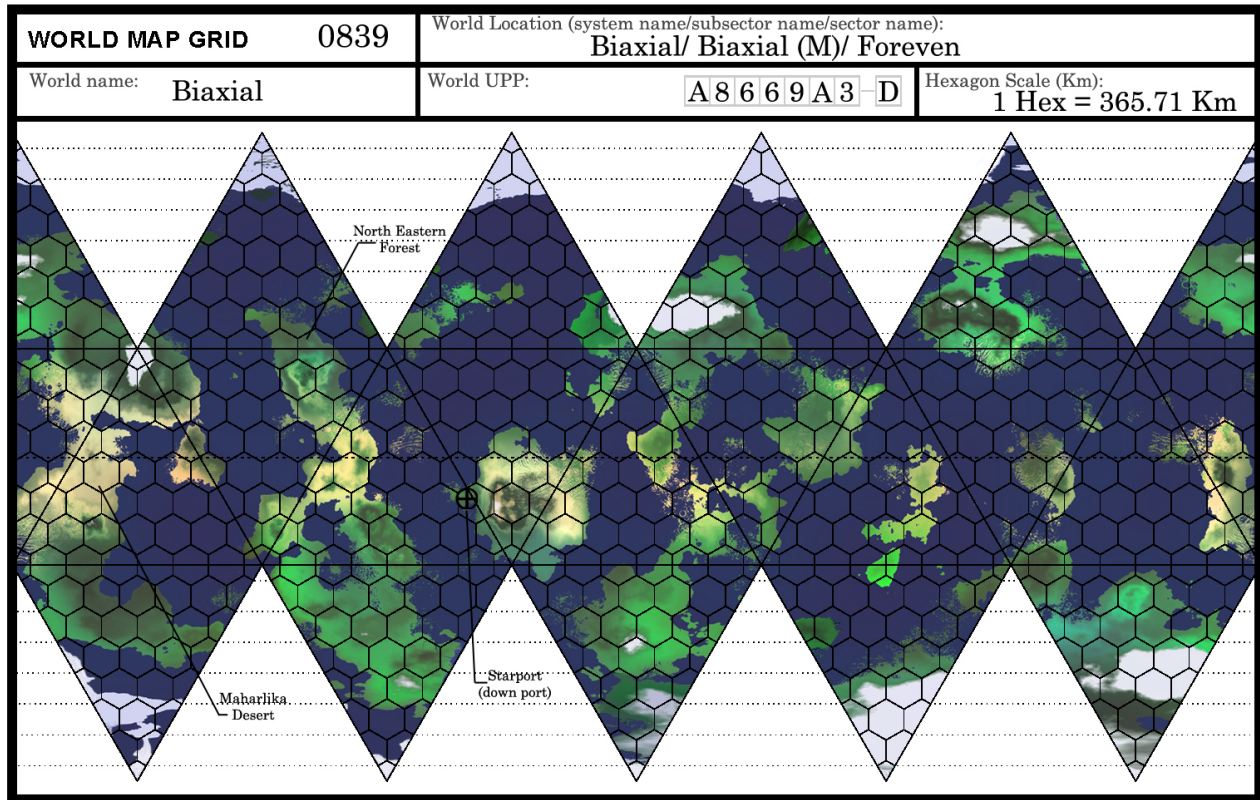 WORLD MAP GRID 0839
World Location (system name/subsector name/sector name):
Biaxial/ Biaxial (M)/ Foreven
World name: Biaxial
World UPP: A8669A3-D
Hexagon Scale (Km):
1 Hex = 365.71 Km
North Eastern
Forest
Starport
(down port)
Maharlika
Desert